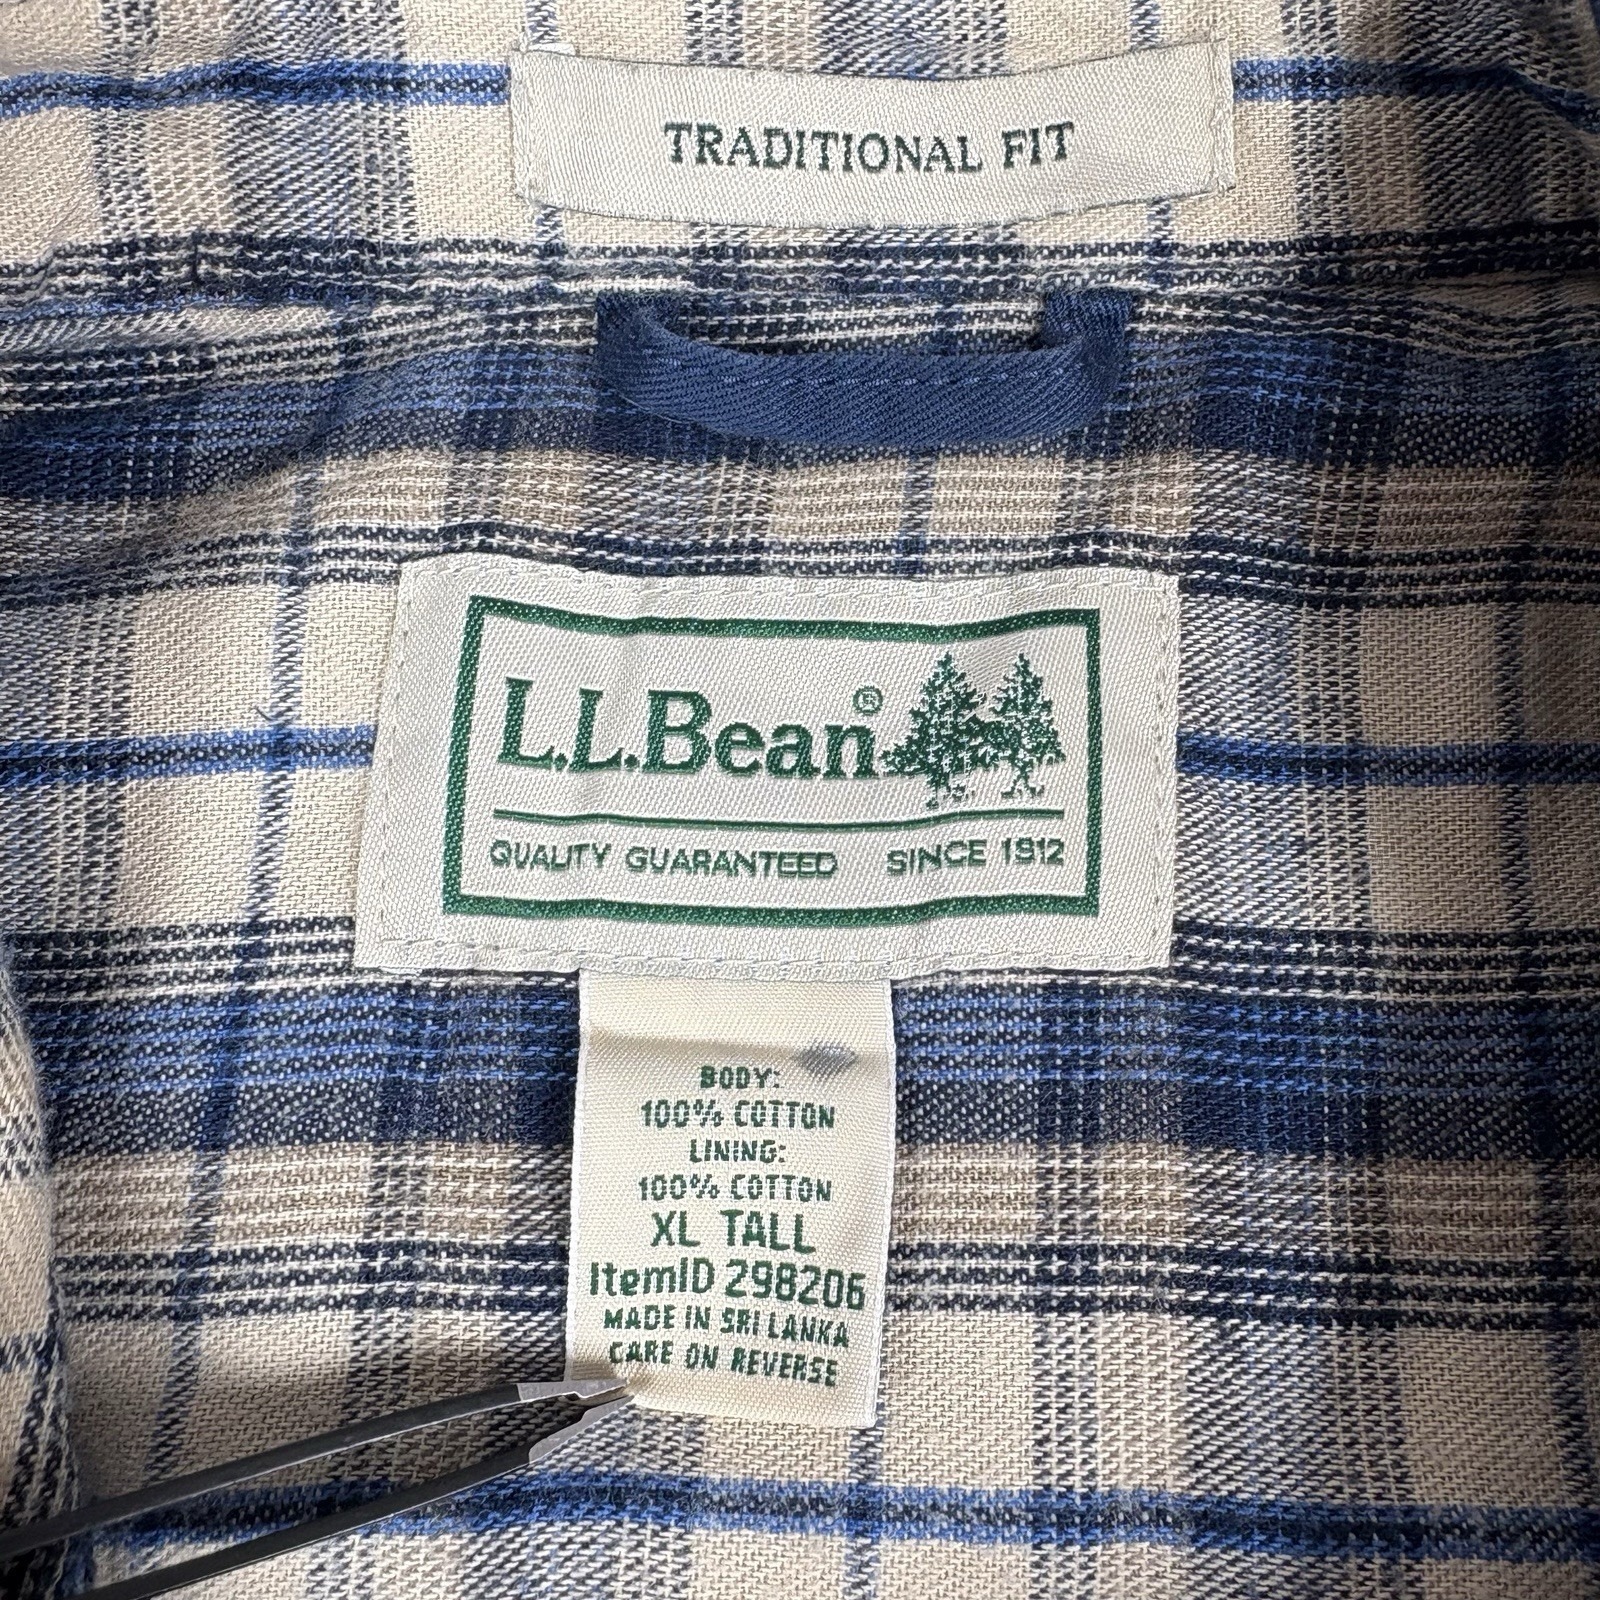 TRADITIONAL FIT
L.L.Bean®
QUALITY GUARANTEED SINCE 1912
BODY:
100% COTTON
LINING:
100% COTTON
XL TALL
ItemID 298206
MADE IN SRI LANKA
CARE ON REVERSE